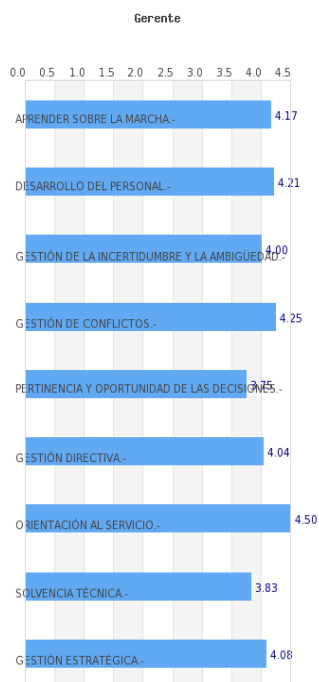 Gerente
0.0 0.5 1.0 1.5 2.0 2.5 3.0 3.5 4.0 4.5
APRENDER SOBRE LA MARCHA.- 4.17
DESARROLLO DEL PERSONAL.- 4.21
GESTIÓN DE LA INCERTIDUMBRE Y LA AMBIGÜEDAD.- 4.00
GESTIÓN DE CONFLICTOS.- 4.25
PERTINENCIA Y OPORTUNIDAD DE LAS DECISIONES.- 3.75
GESTIÓN DIRECTIVA.- 4.04
ORIENTACIÓN AL SERVICIO.- 4.50
SOLVENCIA TÉCNICA.- 3.83
GESTIÓN ESTRATÉGICA.- 4.08